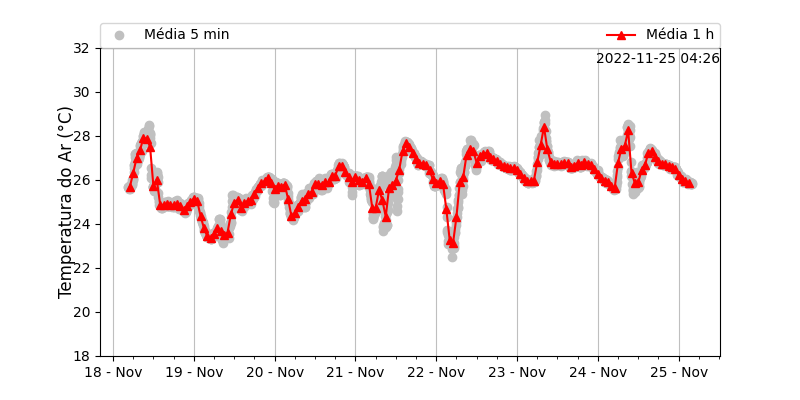 Média 5 min
Média 1 h
2022-11-25 04:26
Temperatura do Ar (°C)
32
30
28
26
24
22
20
18
18 - Nov
19 - Nov
20 - Nov
21 - Nov
22 - Nov
23 - Nov
24 - Nov
25 - Nov